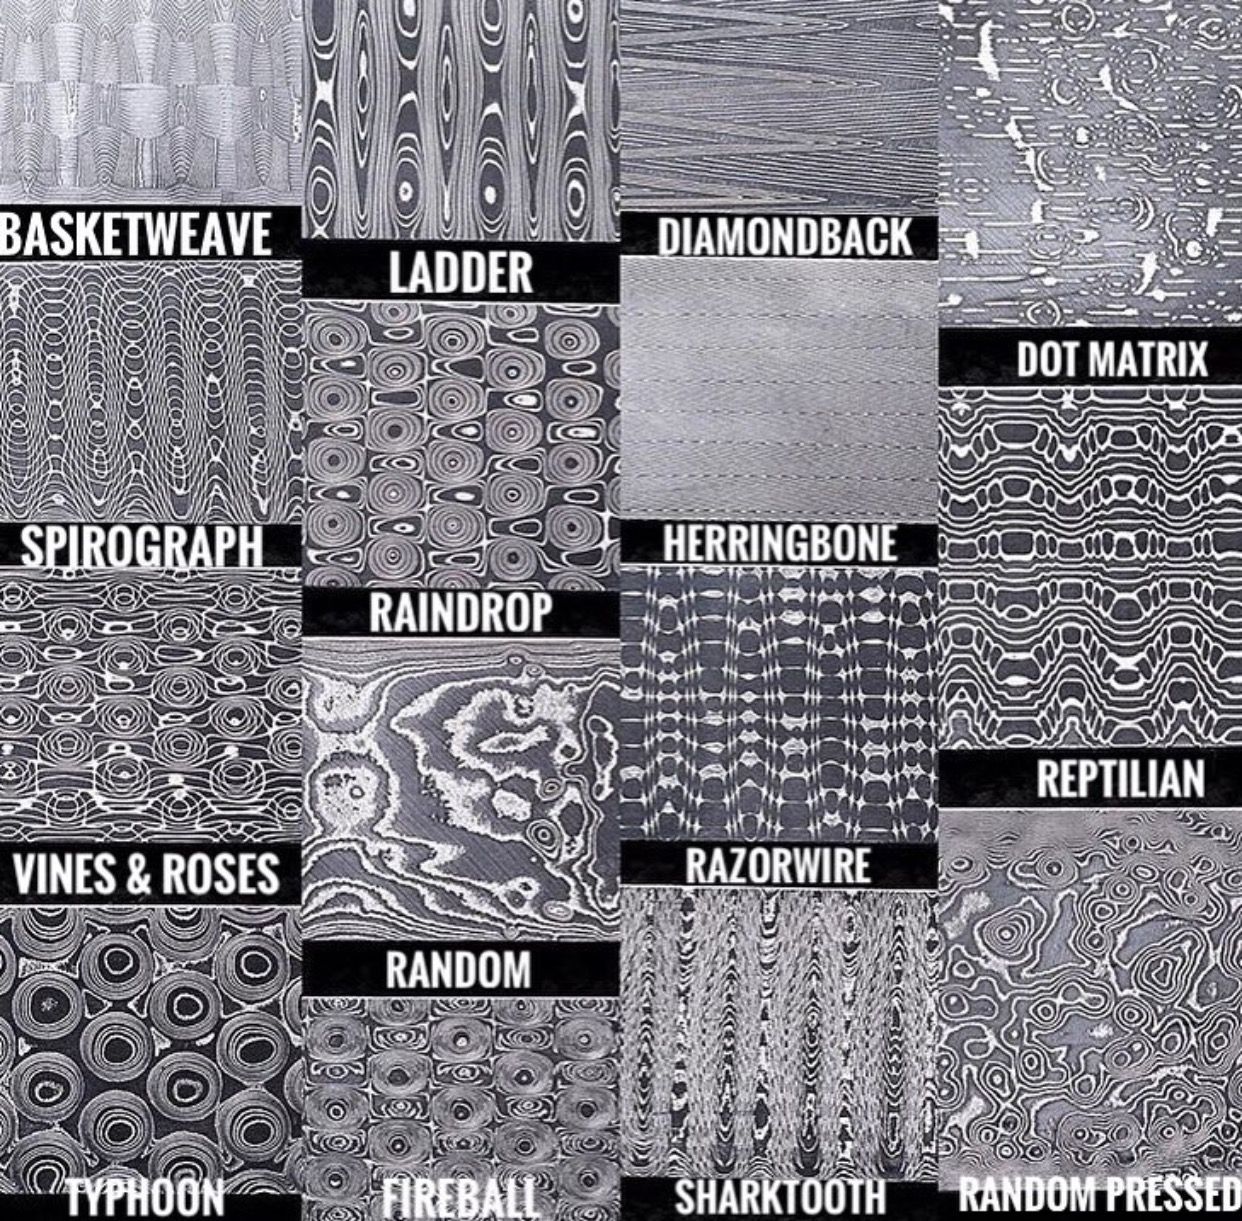 BASKETWEAVE
LADDER
DIAMONDBACK
DOT MATRIX
SPIROGRAPH
RAINDROP
HERRINGBONE
REPTILIAN
VINES & ROSES
RANDOM
RAZORWIRE
TYPHOON
FIREBALL
SHARKTOOTH
RANDOM PRESSED